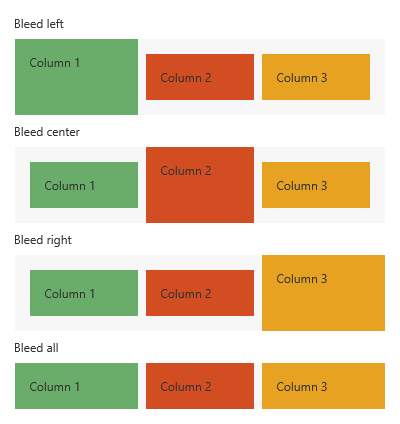 Bleed left
Column 1
Column 2
Column 3
Bleed center
Column 1
Column 2
Column 3
Bleed right
Column 1
Column 2
Column 3
Bleed all
Column 1
Column 2
Column 3